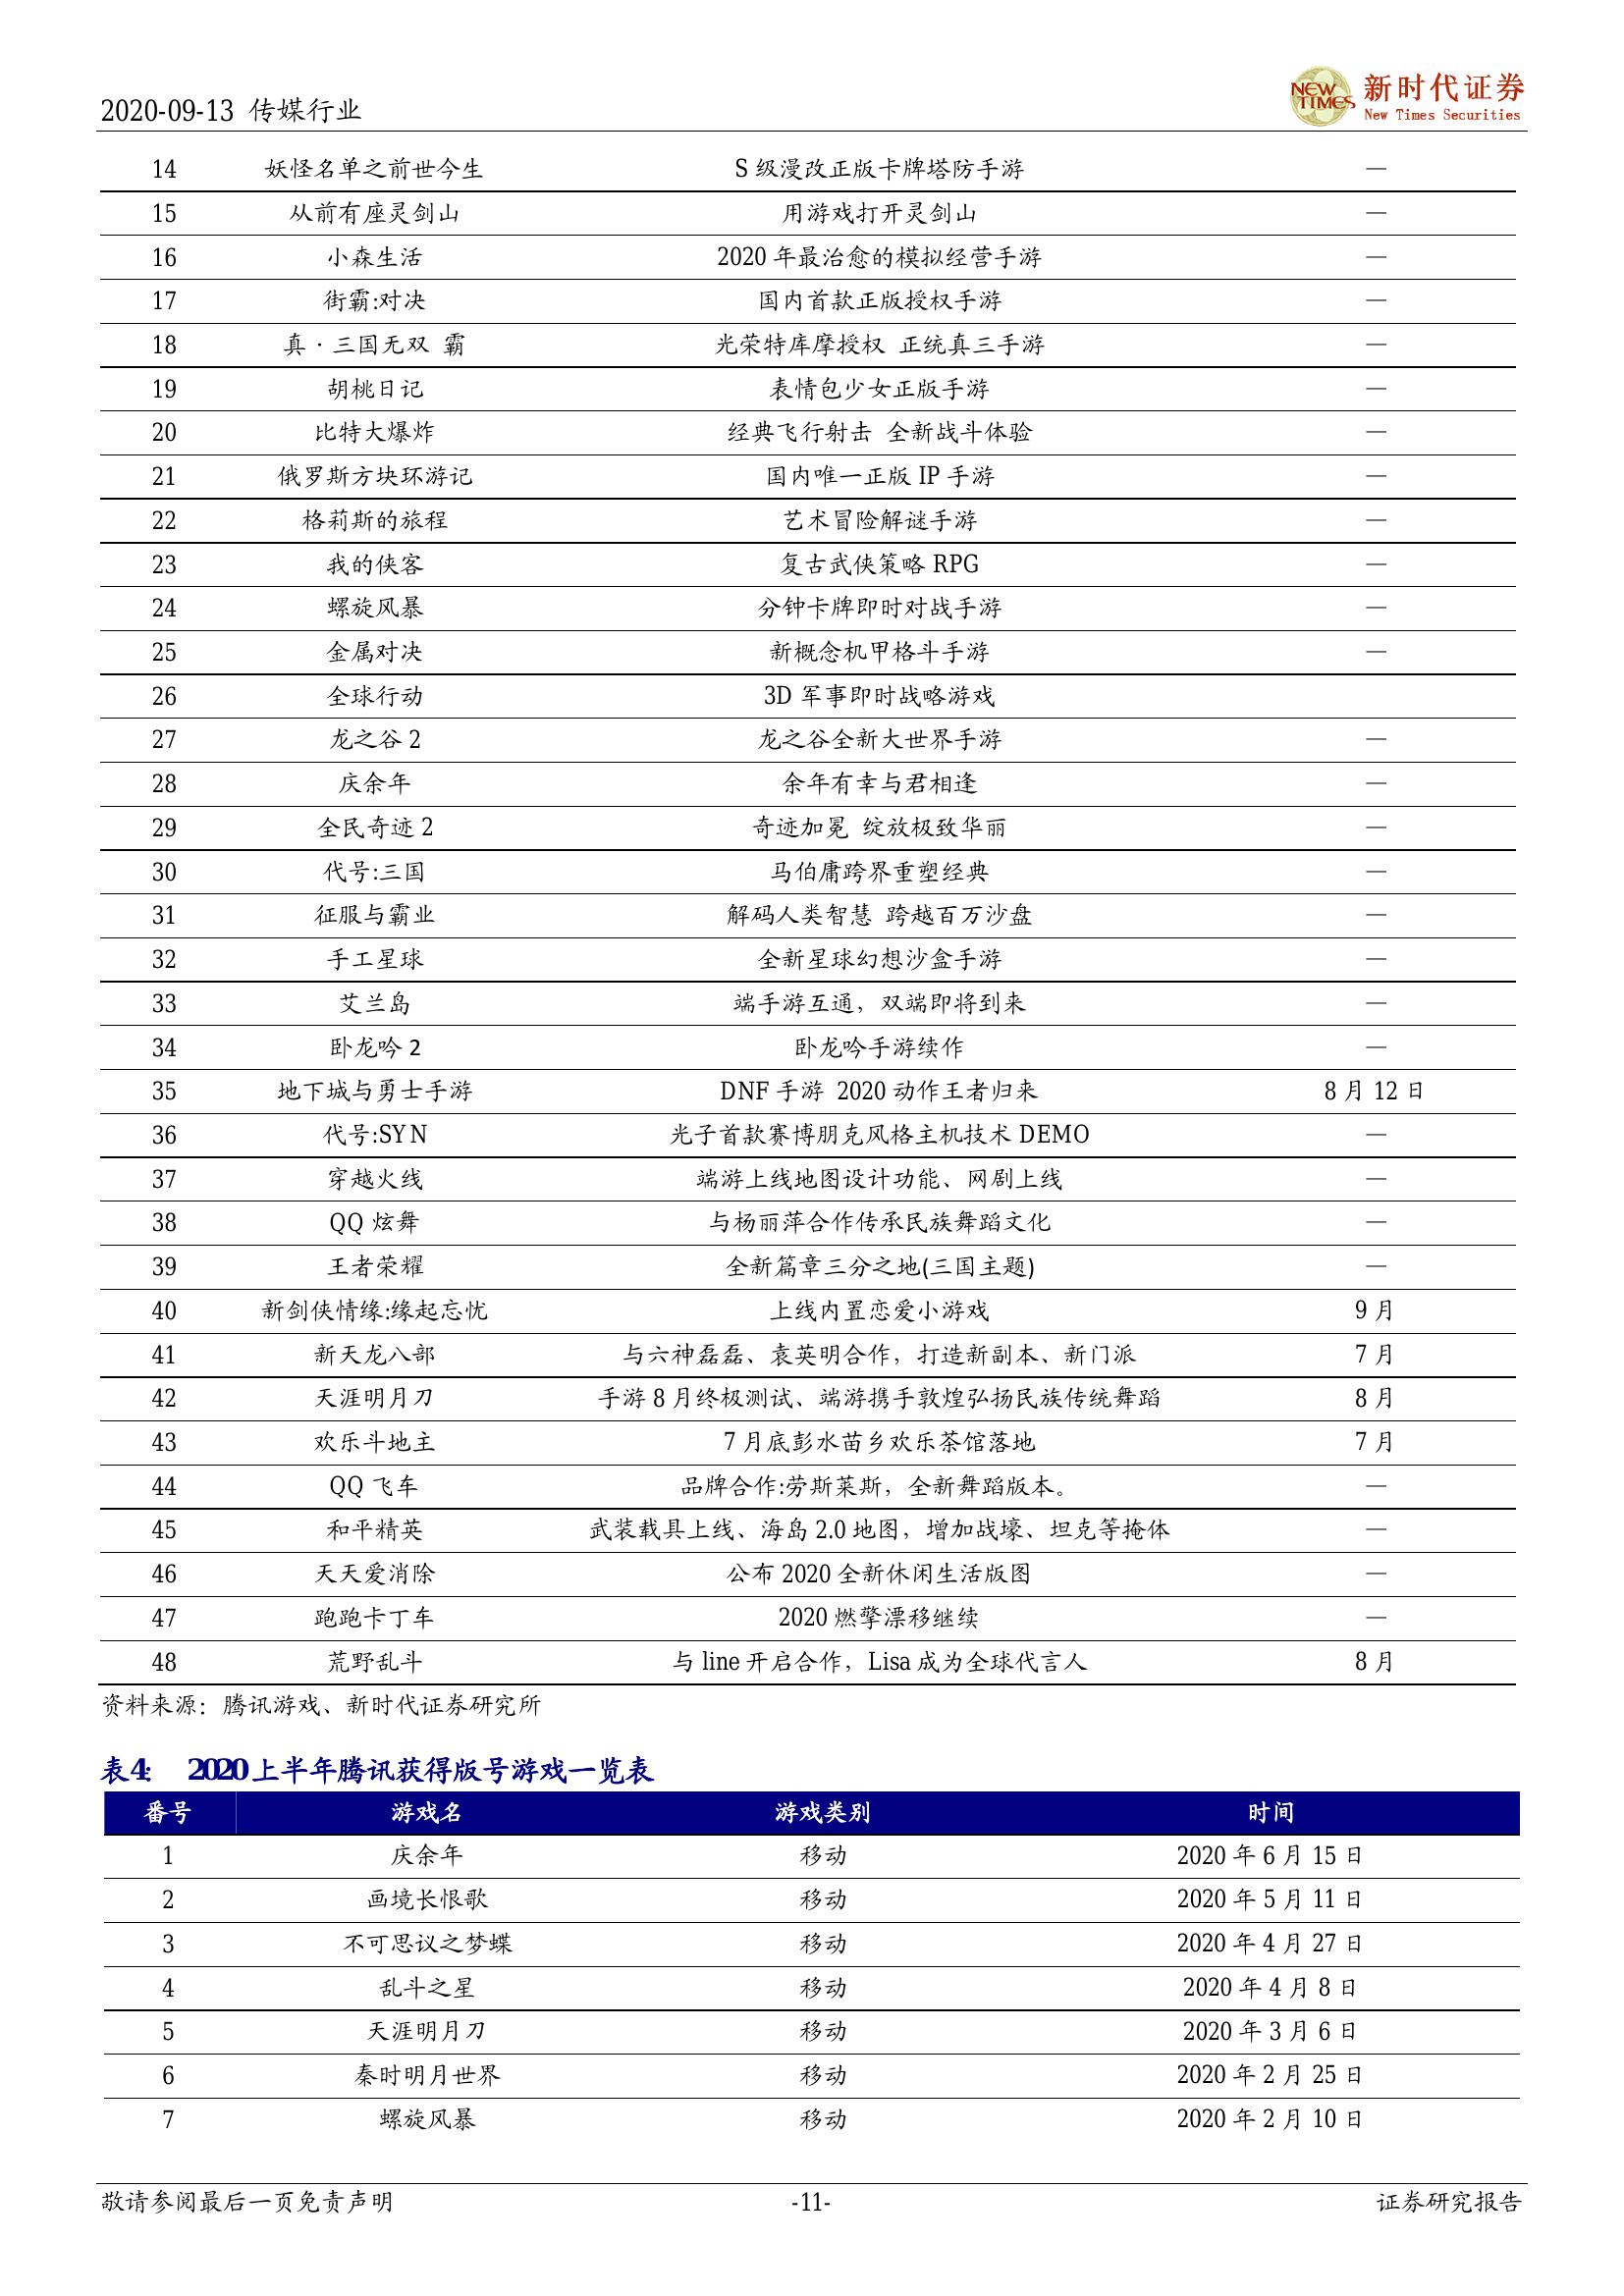 2020-09-13 传媒行业
NEW TIMES 新时代证券
New Times Securities
14 妖怪名单之前世今生 S 级漫改正版卡牌塔防手游 —
15 从前有座灵剑山 用游戏打开灵剑山 —
16 小森生活 2020 年最治愈的模拟经营手游 —
17 街霸:对决 国内首款正版授权手游 —
18 真·三国无双 霸 光荣特库摩授权 正统真三手游 —
19 胡桃日记 表情包少女正版手游 —
20 比特大爆炸 经典飞行射击 全新战斗体验 —
21 俄罗斯方块环游记 国内唯一正版 IP 手游 —
22 格莉斯的旅程 艺术冒险解谜手游 —
23 我的侠客 复古武侠策略 RPG —
24 螺旋风暴 分钟卡牌即时对战手游 —
25 金属对决 新概念机甲格斗手游 —
26 全球行动 3D 军事即时战略游戏
27 龙之谷 2 龙之谷全新大世界手游 —
28 庆余年 余年有幸与君相逢 —
29 全民奇迹 2 奇迹加冕 绽放极致华丽 —
30 代号:三国 马伯庸跨界重塑经典 —
31 征服与霸业 解码人类智慧 跨越百万沙盘 —
32 手工星球 全新星球幻想沙盒手游 —
33 艾兰岛 端手游互通，双端即将到来 —
34 卧龙吟 2 卧龙吟手游续作 —
35 地下城与勇士手游 DNF 手游 2020 动作王者归来 8 月 12 日
36 代号:SYN 光子首款赛博朋克风格主机技术 DEMO —
37 穿越火线 端游上线地图设计功能、网剧上线 —
38 QQ 炫舞 与杨丽萍合作传承民族舞蹈文化 —
39 王者荣耀 全新篇章三分之地(三国主题) —
40 新剑侠情缘:缘起忘忧 上线内置恋爱小游戏 9 月
41 新天龙八部 与六神磊磊、袁英明合作，打造新副本、新门派 7 月
42 天涯明月刀 手游 8 月终极测试、端游携手敦煌弘扬民族传统舞蹈 8 月
43 欢乐斗地主 7 月底彭水苗乡欢乐茶馆落地 7 月
44 QQ 飞车 品牌合作:劳斯莱斯，全新舞蹈版本。 —
45 和平精英 武装载具上线、海岛 2.0 地图，增加战壕、坦克等掩体 —
46 天天爱消除 公布 2020 全新休闲生活版图 —
47 跑跑卡丁车 2020 燃擎漂移继续 —
48 荒野乱斗 与 line 开启合作，Lisa 成为全球代言人 8 月
资料来源：腾讯游戏、新时代证券研究所
表4： 2020上半年腾讯获得版号游戏一览表
番号 游戏名 游戏类别 时间
1 庆余年 移动 2020 年 6 月 15 日
2 画境长恨歌 移动 2020 年 5 月 11 日
3 不可思议之梦蝶 移动 2020 年 4 月 27 日
4 乱斗之星 移动 2020 年 4 月 8 日
5 天涯明月刀 移动 2020 年 3 月 6 日
6 秦时明月世界 移动 2020 年 2 月 25 日
7 螺旋风暴 移动 2020 年 2 月 10 日
敬请参阅最后一页免责声明 -11- 证券研究报告